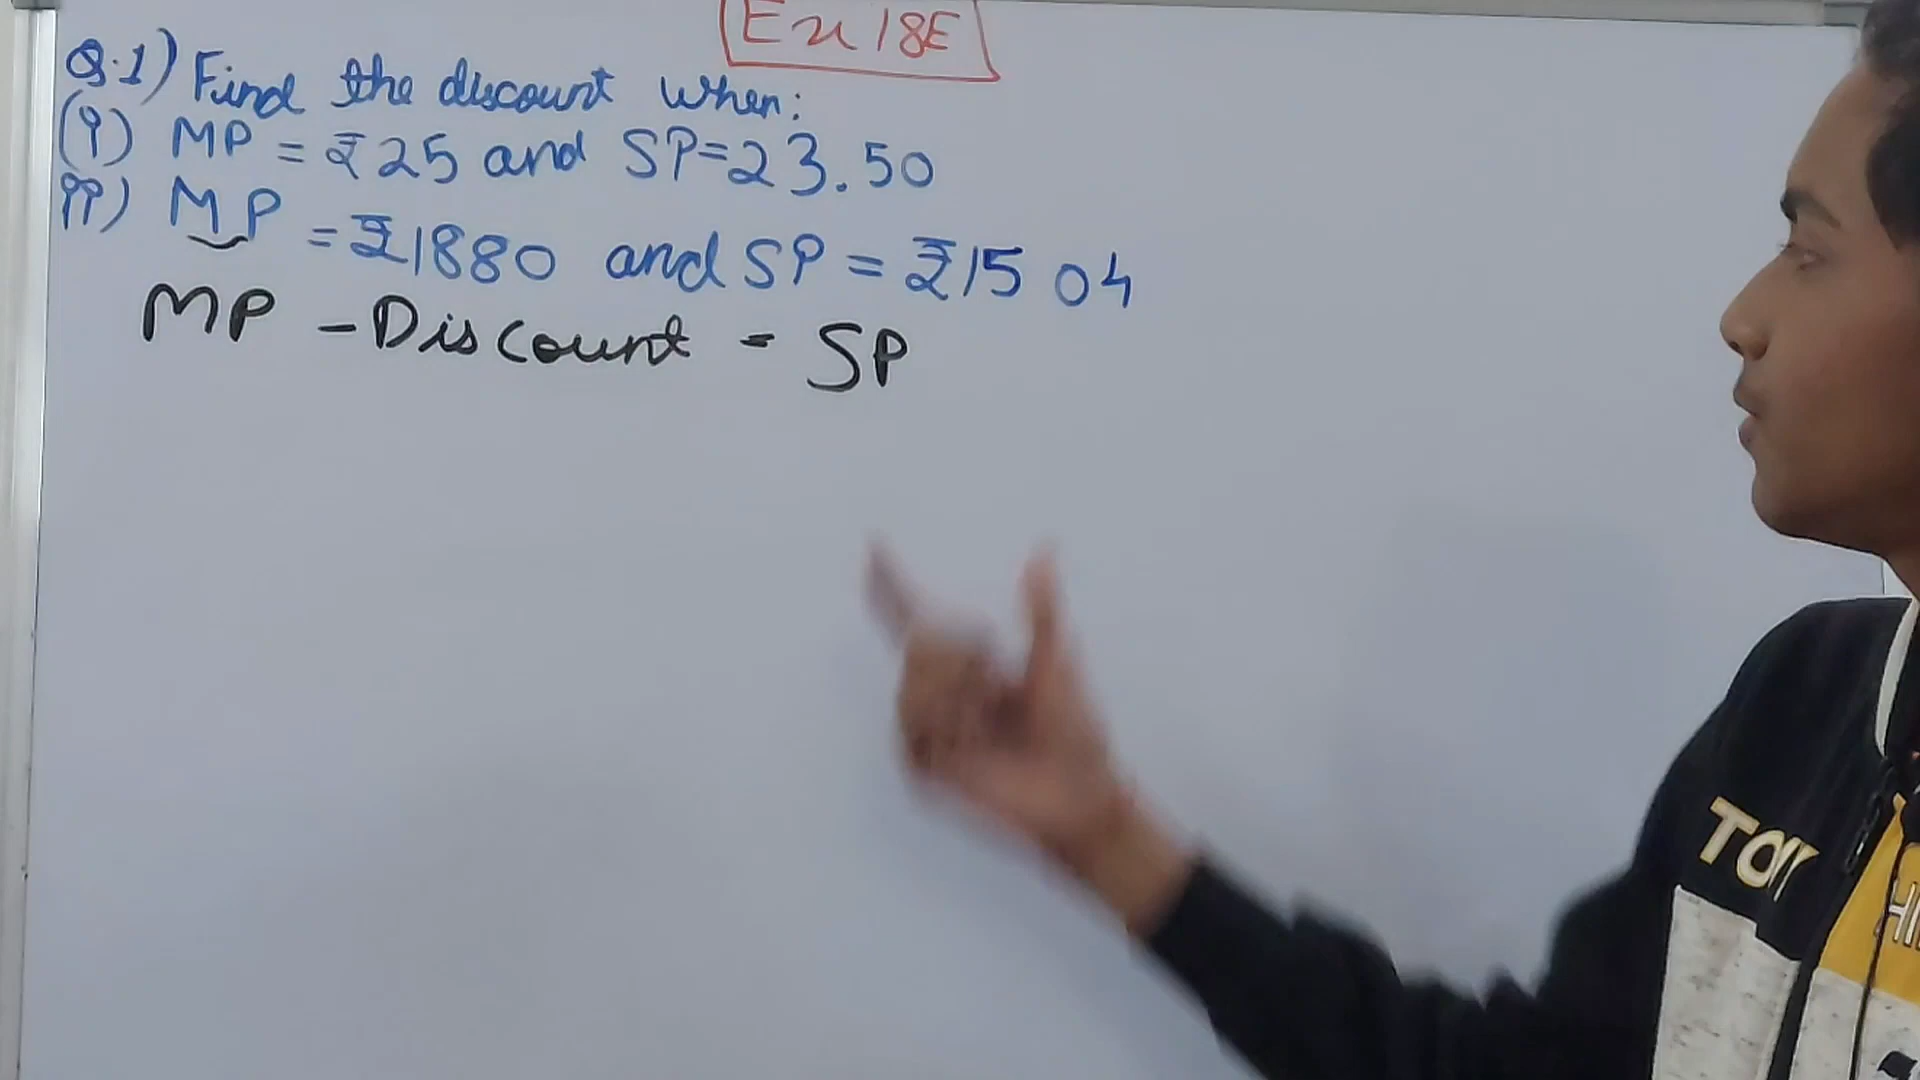 Ex 18E
Q.1) Find the discount when:
(i) MP = ₹25 and SP=23.50
ii) MP = ₹1880 and SP = ₹1504
MP - Discount = SP